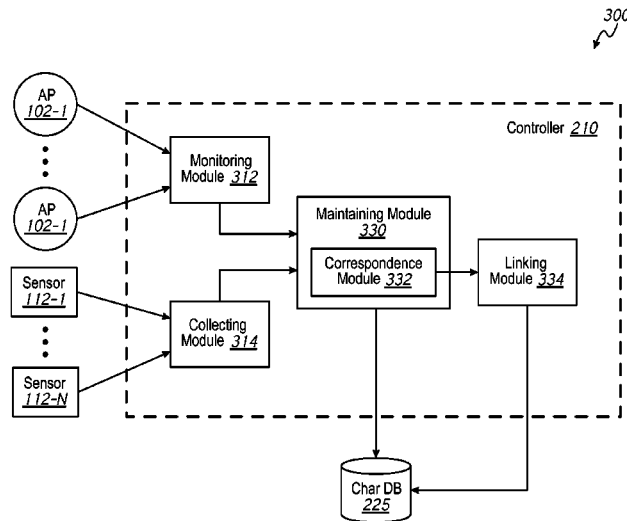 300
AP
102-1
Controller 210
Monitoring
Module 312
AP
102-1
Maintaining Module
330
Correspondence
Module 332
Linking
Module 334
Sensor
112-1
Collecting
Module 314
Sensor
112-N
Char DB
225